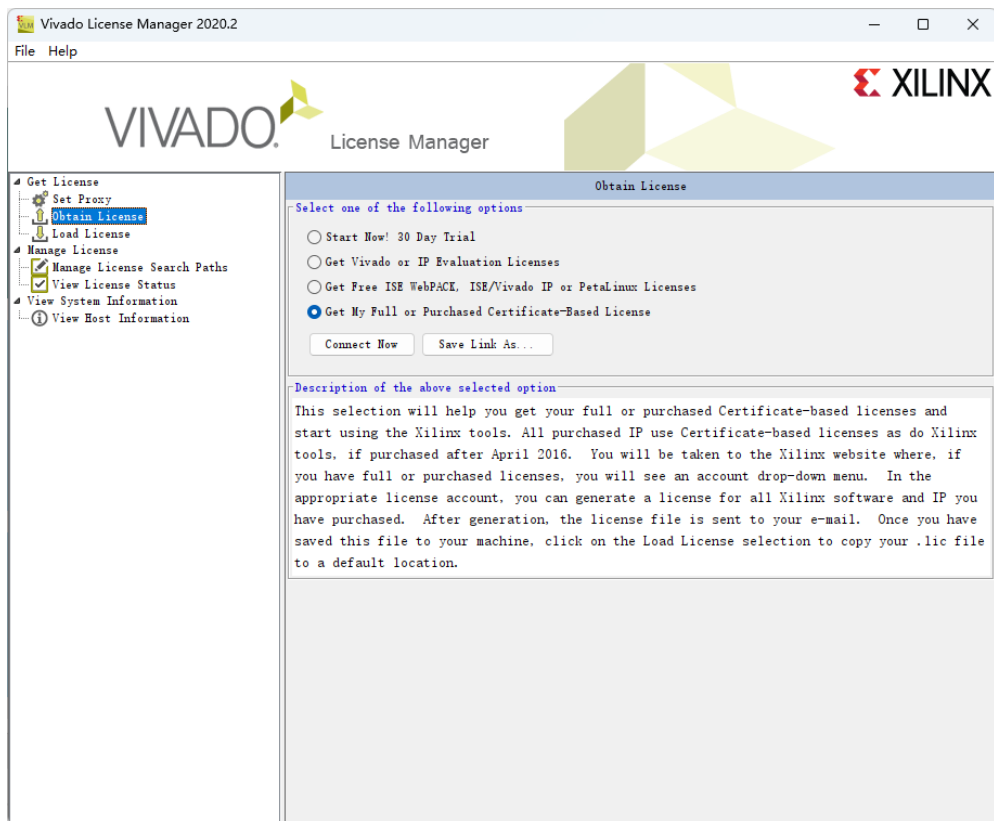 Vivado License Manager 2020.2
File Help
VIVADO.
License Manager
XILINX
Get License
Set Proxy
Obtain License
Load License
Manage License
Manage License Search Paths
View License Status
View System Information
View Host Information
Obtain License
Select one of the following options
Start Now! 30 Day Trial
Get Vivado or IP Evaluation Licenses
Get Free ISE WebPACK, ISE/Vivado IP or PetaLinux Licenses
Get My Full or Purchased Certificate-Based License
Connect Now Save Link As...
Description of the above selected option
This selection will help you get your full or purchased Certificate-based licenses and
start using the Xilinx tools. All purchased IP use Certificate-based licenses as do Xilinx
tools, if purchased after April 2016. You will be taken to the Xilinx website where, if
you have full or purchased licenses, you will see an account drop-down menu. In the
appropriate license account, you can generate a license for all Xilinx software and IP you
have purchased. After generation, the license file is sent to your e-mail. Once you have
saved this file to your machine, click on the Load License selection to copy your .lic file
to a default location.